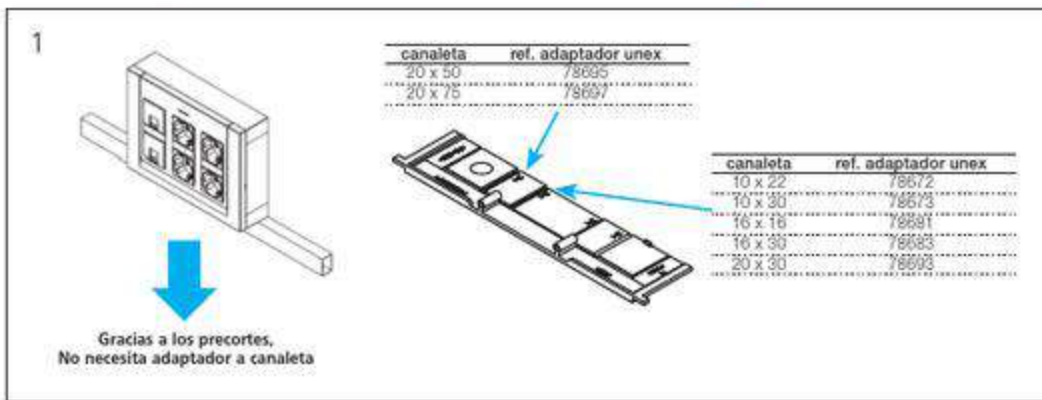 1
canaleta ref. adaptador unex
20 x 50 78695
20 x 75 78697
canaleta ref. adaptador unex
10 x 22 78672
10 x 30 78673
16 x 16 78681
16 x 30 78683
20 x 30 78693
Gracias a los precortes,
No necesita adaptador a canaleta